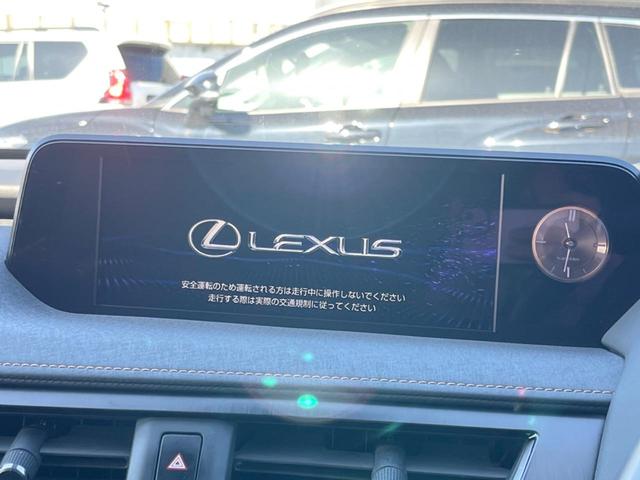 LEXUS
安全運転のため運転される方は走行中に操作しないでください
走行する際は実際の交通規制に従ってください